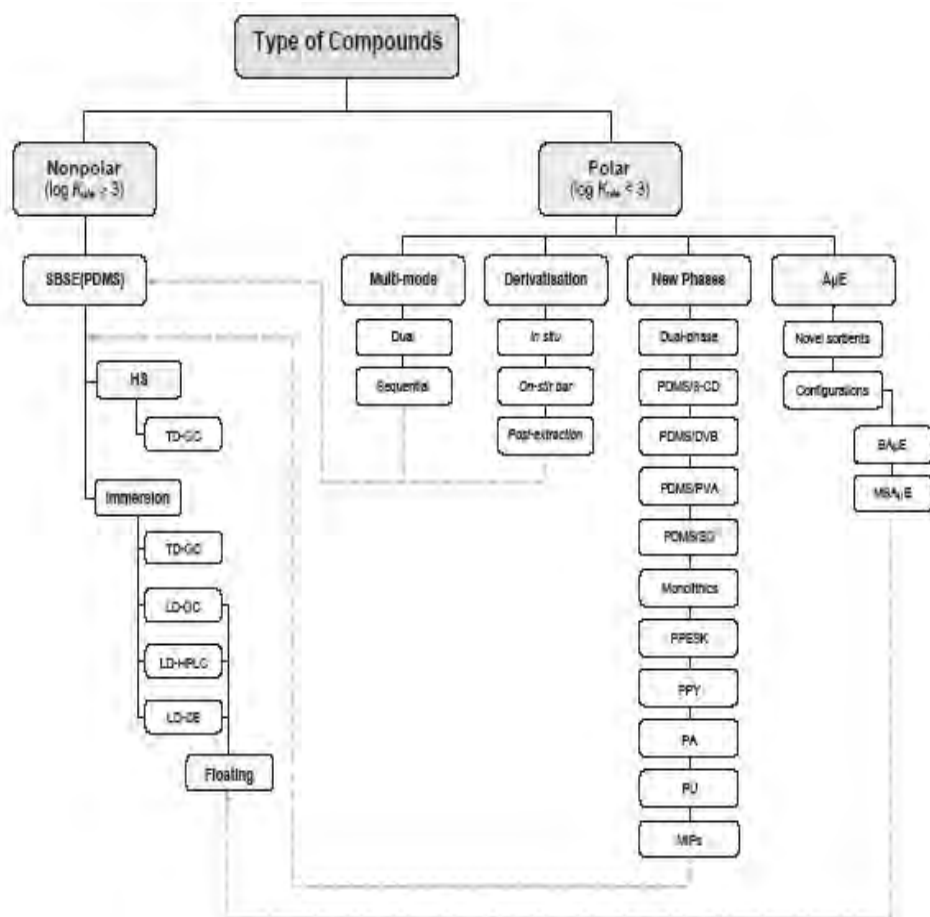 Type of Compounds
Nonpolar
(log K ≥ 3)
Polar
(log K ≤ 3)
SBSE(PDMS)
Multi-mode
Derivatisation
New Phases
AµE
Dual
In situ
Dual-phase
Novel sorbents
HS
Sequential
On-stir bar
PDMS/β-CD
Configurations
TD-GC
Post-extraction
PDMS/DVB
BAµE
Immersion
PDMS/PVA
MSAµE
TD-GC
PDMS/SG
LD-GC
Monolithics
LD-HPLC
PPESK
LD-CE
PPY
Floating
PA
PU
MIPs